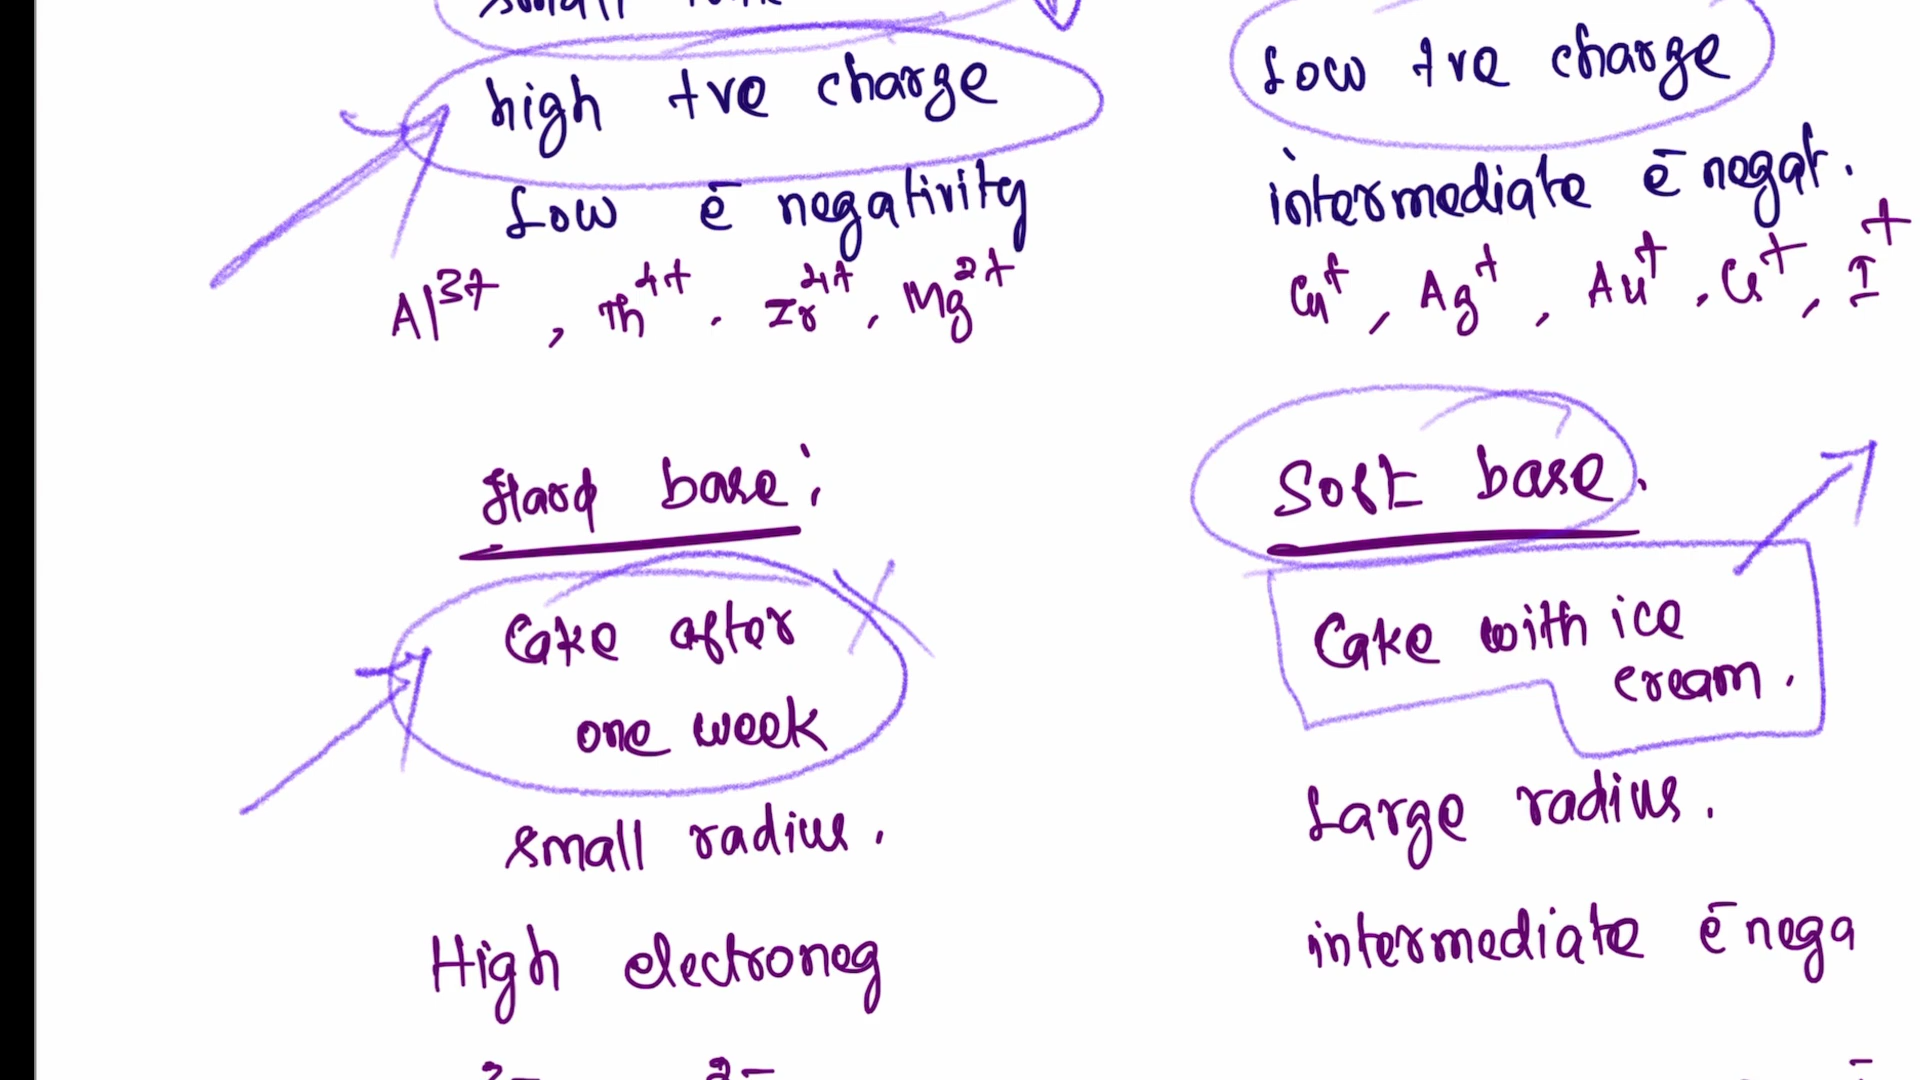 high +ve charge
Low +ve charge
Low ē negativity
intermediate ē negat.
Al3+, Th4+, Zr4+, Mg2+
Cu+, Ag+, Au+, Cs+, I+
Hard base:
Soft base.
Cake after
one week
Cake with ice
cream.
small radius.
Large radius.
High electroneg
intermediate ē nega